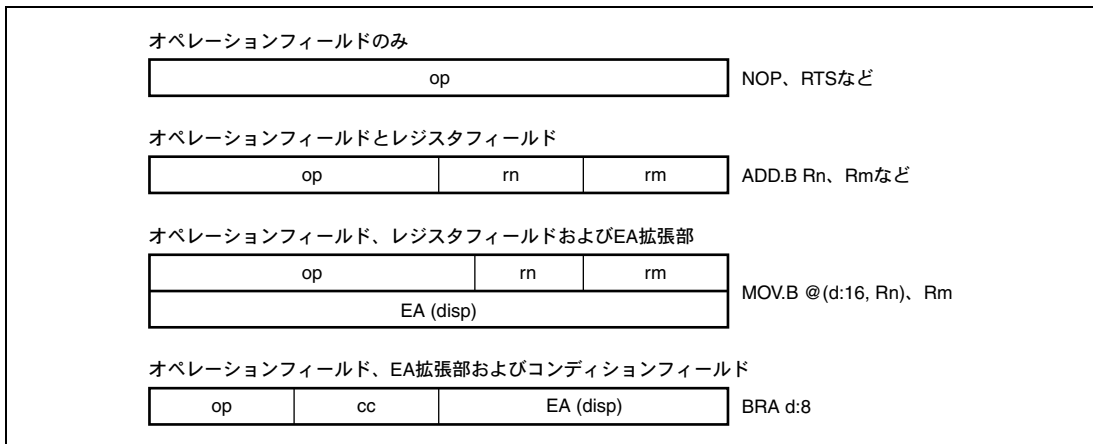 オペレーションフィールドのみ
op
NOP、RTSなど
オペレーションフィールドとレジスタフィールド
op rn rm
ADD.B Rn、Rmなど
オペレーションフィールド、レジスタフィールドおよびEA拡張部
op rn rm
EA (disp)
MOV.B @(d:16, Rn)、Rm
オペレーションフィールド、EA拡張部およびコンディションフィールド
op cc EA (disp)
BRA d:8